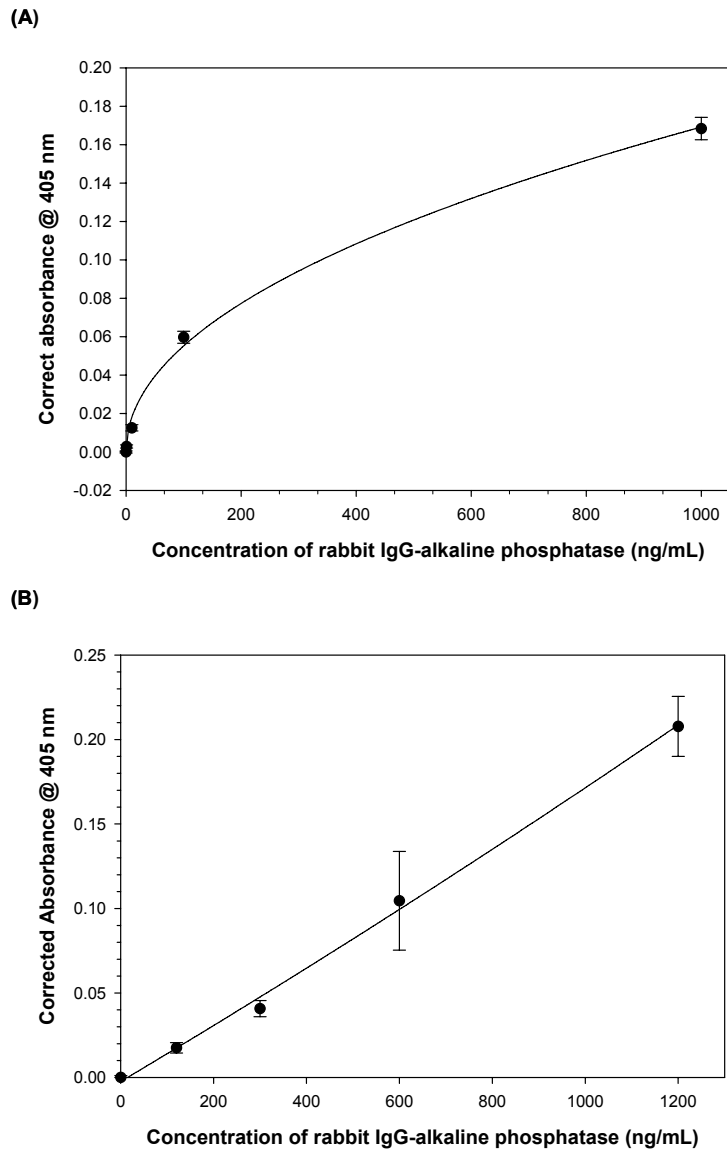 (A)
0.20
0.18
0.16
0.14
0.12
0.10
0.08
0.06
0.04
0.02
0.00
-0.02
Correct absorbance @ 405 nm
0 200 400 600 800 1000
Concentration of rabbit IgG-alkaline phosphatase (ng/mL)
(B)
0.25
0.20
0.15
0.10
0.05
0.00
Corrected Absorbance @ 405 nm
0 200 400 600 800 1000 1200
Concentration of rabbit IgG-alkaline phosphatase (ng/mL)